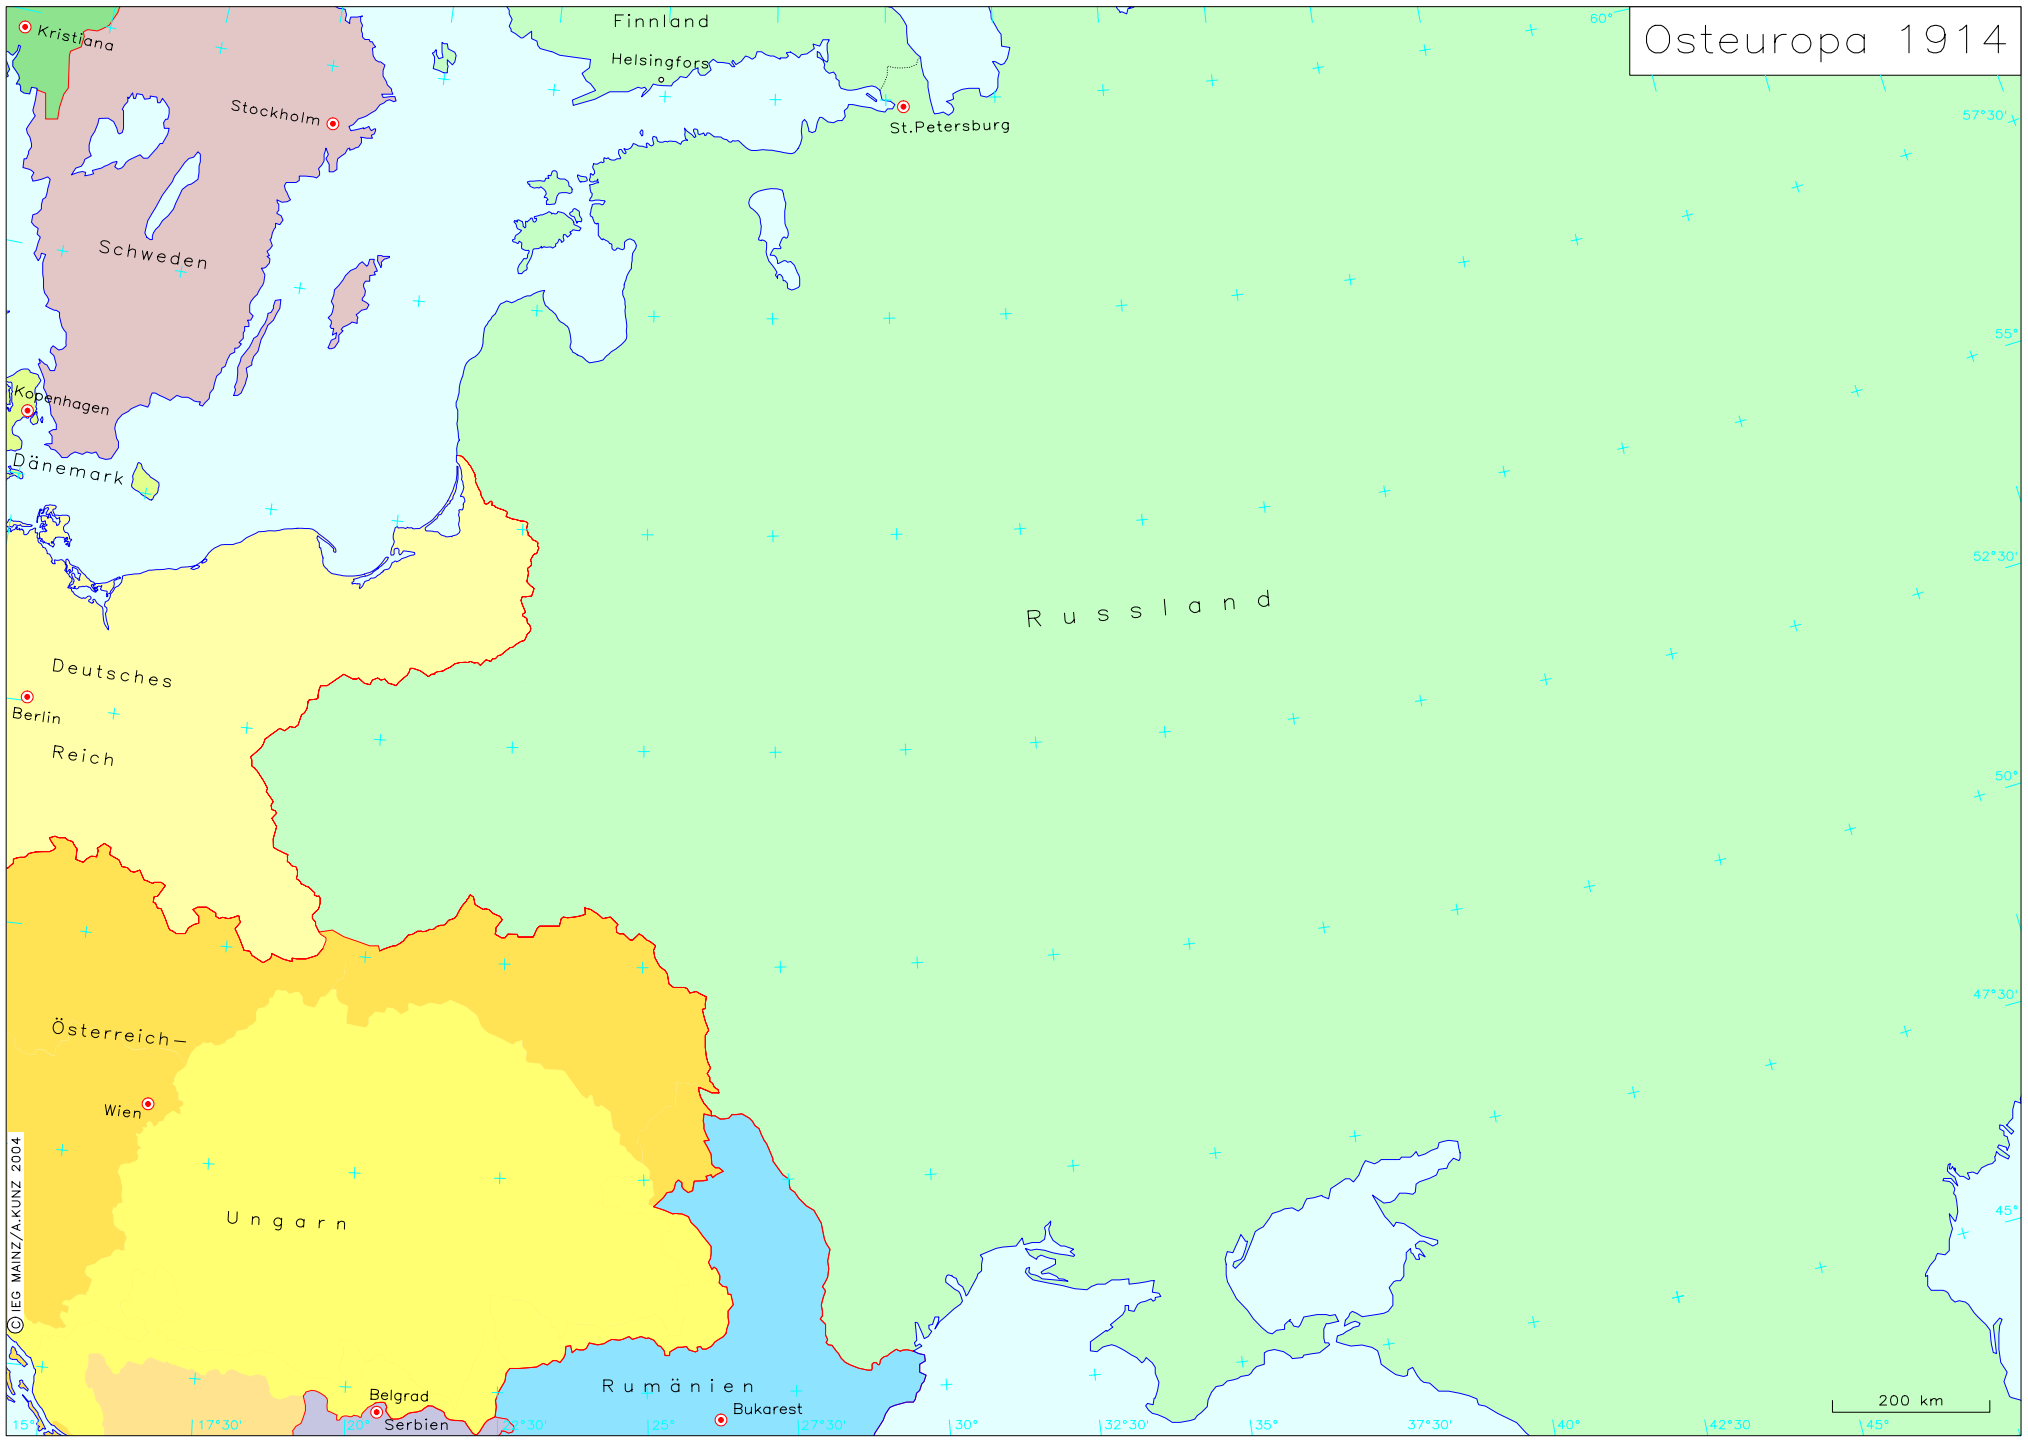 Osteuropa 1914
Finnland
60°
Kristiana
Helsingfors
Stockholm
St.Petersburg
57°30'
Schweden
55°
Kopenhagen
Dänemark
52°30'
Russland
Deutsches
Berlin
Reich
50°
47°30'
Österreich–
Wien
45°
Ungarn
© IEG MAINZ/A.KUNZ 2004
Rumänien
Belgrad
Bukarest
Serbien
200 km
15°
17°30'
20°
22°30'
25°
27°30'
30°
32°30'
35°
37°30'
40°
42°30'
45°